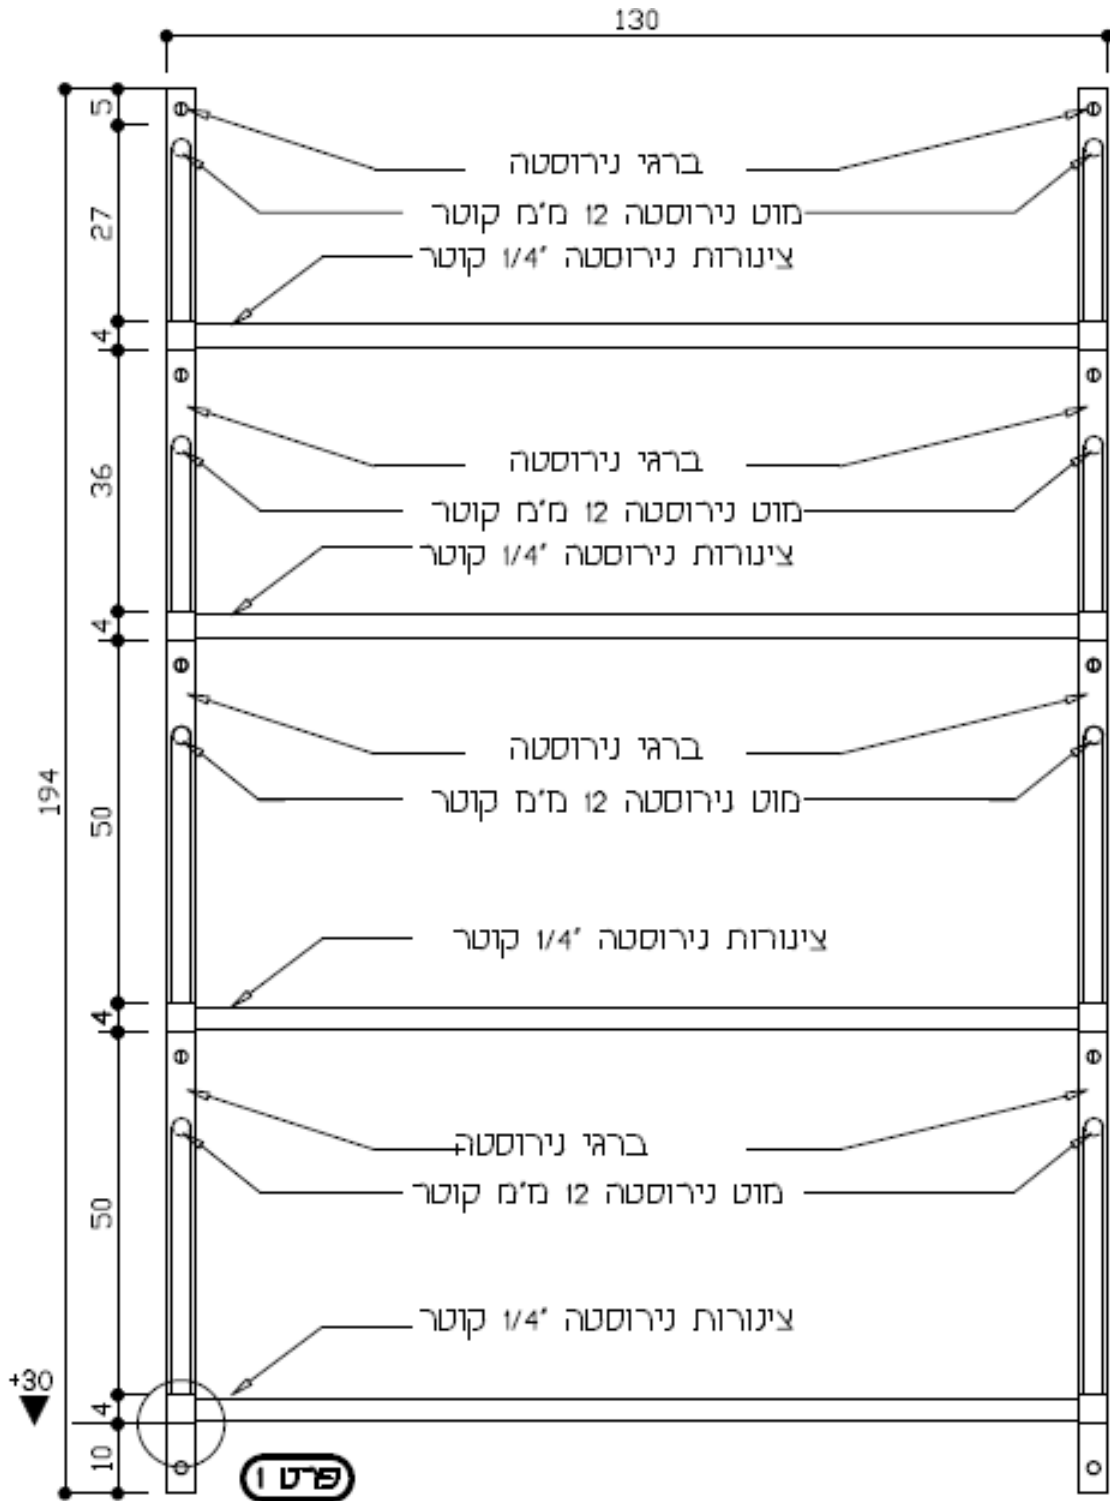 130
5
ברגי נירוסטה
27
מוט נירוסטה 12 מ"מ קוטר
צינורות נירוסטה 1/4" קוטר
4
ברגי נירוסטה
36
מוט נירוסטה 12 מ"מ קוטר
צינורות נירוסטה 1/4" קוטר
4
ברגי נירוסטה
194
מוט נירוסטה 12 מ"מ קוטר
50
צינורות נירוסטה 1/4" קוטר
4
ברגי נירוסטה
מוט נירוסטה 12 מ"מ קוטר
50
צינורות נירוסטה 1/4" קוטר
+30
4
10
פרט 1